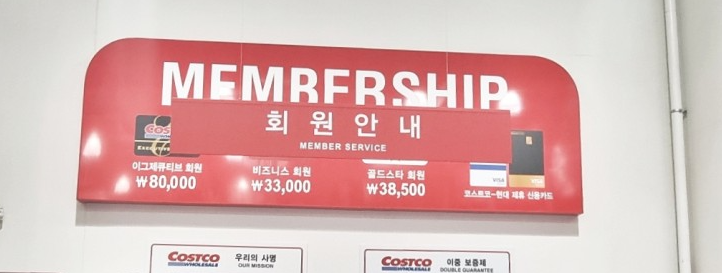 MEMBERSHIP
회원안내
MEMBER SERVICE
이그제큐티브 회원
₩80,000
비즈니스 회원
₩33,000
골드스타 회원
₩38,500
코스트코-현대 제휴 신용카드
COSTCO
WHOLESALE
우리의 사명
OUR MISSION
COSTCO
WHOLESALE
이중 보증제
DOUBLE GUARANTEE